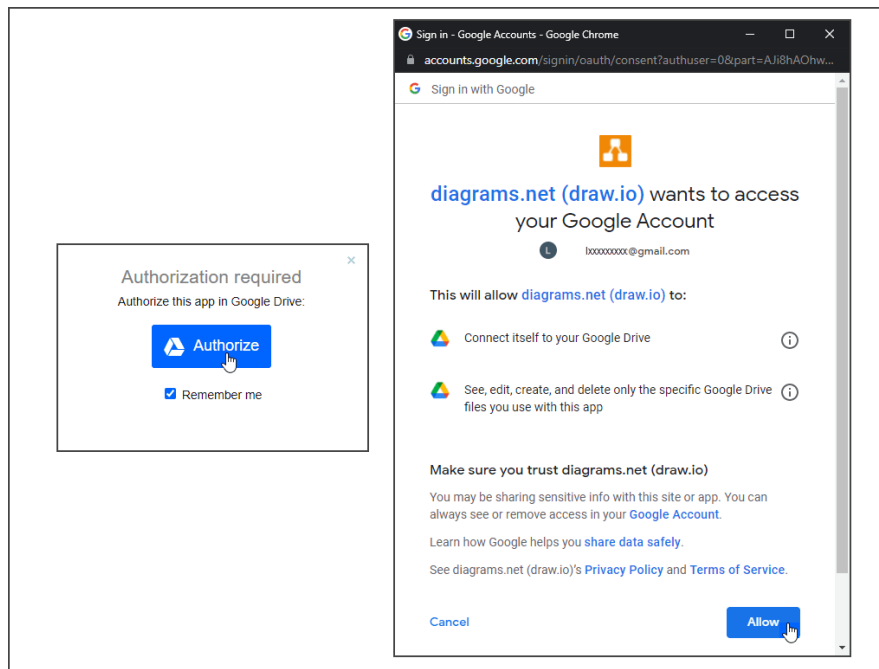 Authorization required
Authorize this app in Google Drive:
Authorize
Remember me
Sign in - Google Accounts - Google Chrome
accounts.google.com/signin/oauth/consent?authuser=0&part=AJi8hAOhw...
Sign in with Google
diagrams.net (draw.io) wants to access
your Google Account
L lxxxxxxxxx@gmail.com
This will allow diagrams.net (draw.io) to:
Connect itself to your Google Drive
See, edit, create, and delete only the specific Google Drive
files you use with this app
Make sure you trust diagrams.net (draw.io)
You may be sharing sensitive info with this site or app. You can
always see or remove access in your Google Account.
Learn how Google helps you share data safely.
See diagrams.net (draw.io)'s Privacy Policy and Terms of Service.
Cancel
Allow